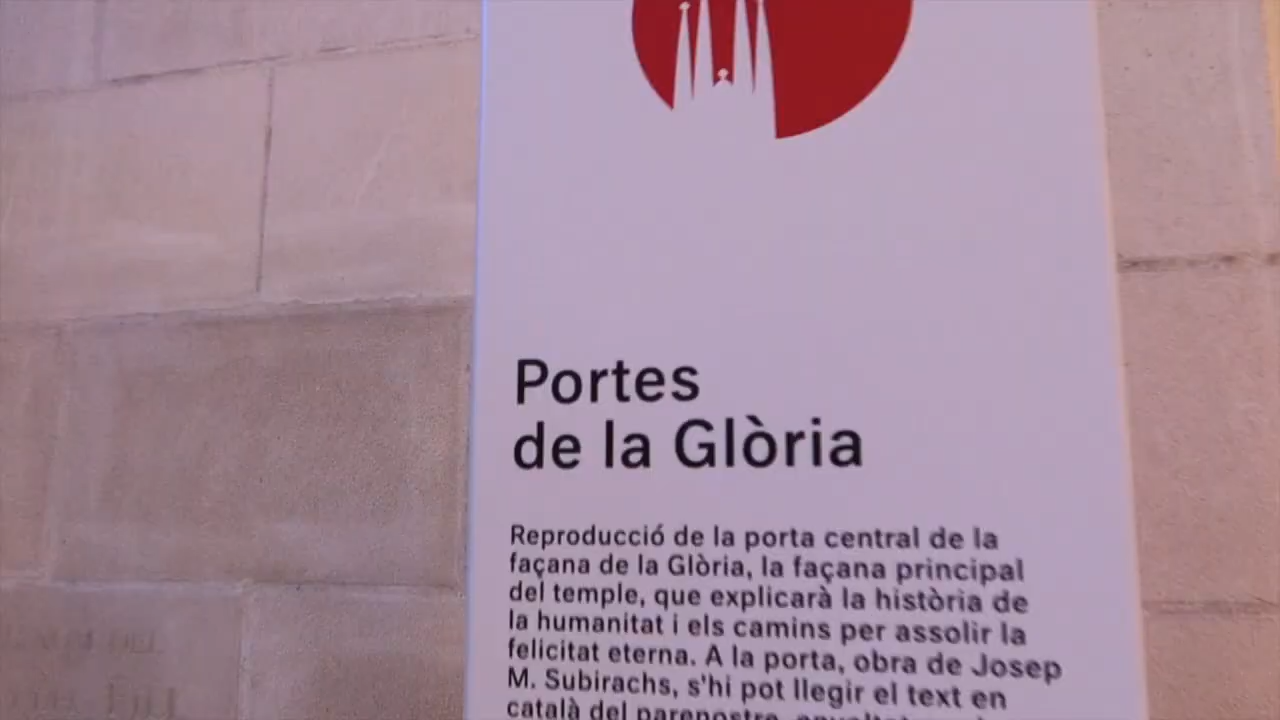 Portes
de la Glòria
Reproducció de la porta central de la
façana de la Glòria, la façana principal
del temple, que explicarà la història de
la humanitat i els camins per assolir la
felicitat eterna. A la porta, obra de Josep
M. Subirachs, s'hi pot llegir el text en
català del parenostre,